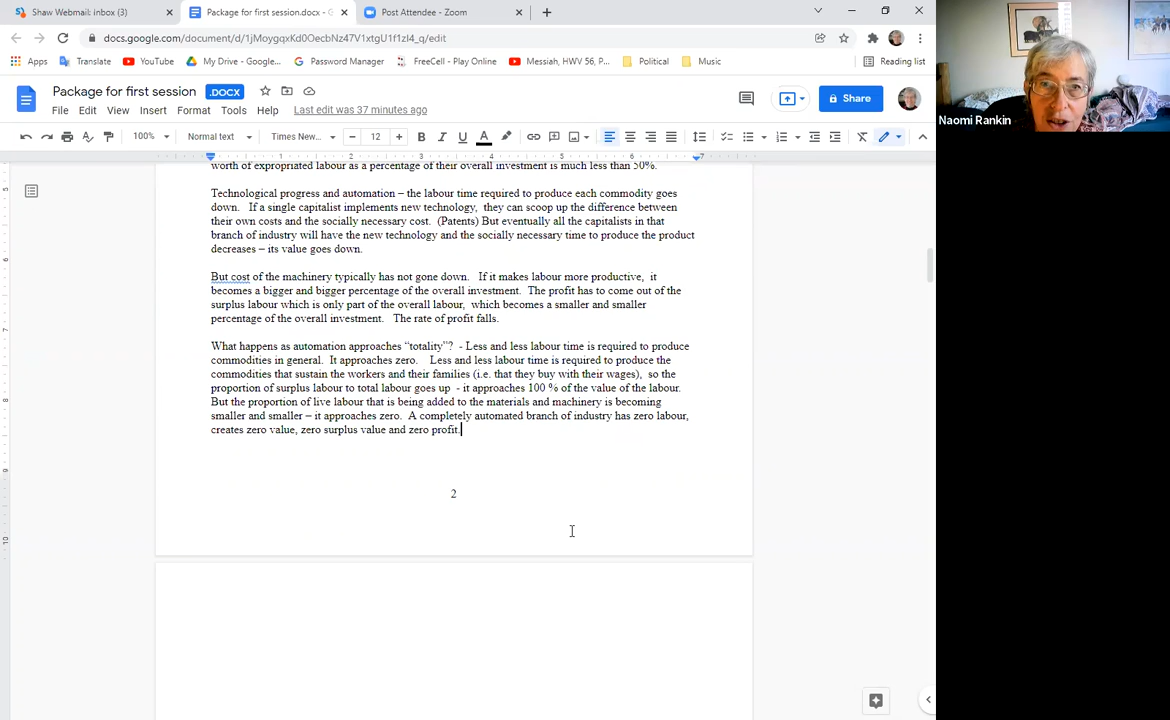 Shaw Webmail: inbox (3)
Package for first session.docx - G
Post Attendee - Zoom
docs.google.com/document/d/1jMoygqxKd0OecbNz47V1xtgU1f1zI4_q/edit
Apps
Translate
YouTube
My Drive - Google...
Password Manager
FreeCell - Play Online
Messiah, HWV 56, P...
Political
Music
Reading list
Package for first session
.DOCX
File Edit View Insert Format Tools Help Last edit was 37 minutes ago
Share
100%
Normal text
Times New...
12
B I U A
1 2 3 4 5 6 7
worth of expropriated labour as a percentage of their overall investment is much less than 50%.
Technological progress and automation – the labour time required to produce each commodity goes
down. If a single capitalist implements new technology, they can scoop up the difference between
their own costs and the socially necessary cost. (Patents) But eventually all the capitalists in that
branch of industry will have the new technology and the socially necessary time to produce the product
decreases – its value goes down.
But cost of the machinery typically has not gone down. If it makes labour more productive, it
becomes a bigger and bigger percentage of the overall investment. The profit has to come out of the
surplus labour which is only part of the overall labour, which becomes a smaller and smaller
percentage of the overall investment. The rate of profit falls.
What happens as automation approaches “totality”? - Less and less labour time is required to produce
commodities in general. It approaches zero. Less and less labour time is required to produce the
commodities that sustain the workers and their families (i.e. that they buy with their wages), so the
proportion of surplus labour to total labour goes up - it approaches 100 % of the value of the labour.
But the proportion of live labour that is being added to the materials and machinery is becoming
smaller and smaller – it approaches zero. A completely automated branch of industry has zero labour,
creates zero value, zero surplus value and zero profit.
2
5
6
7
8
9
10
Naomi Rankin